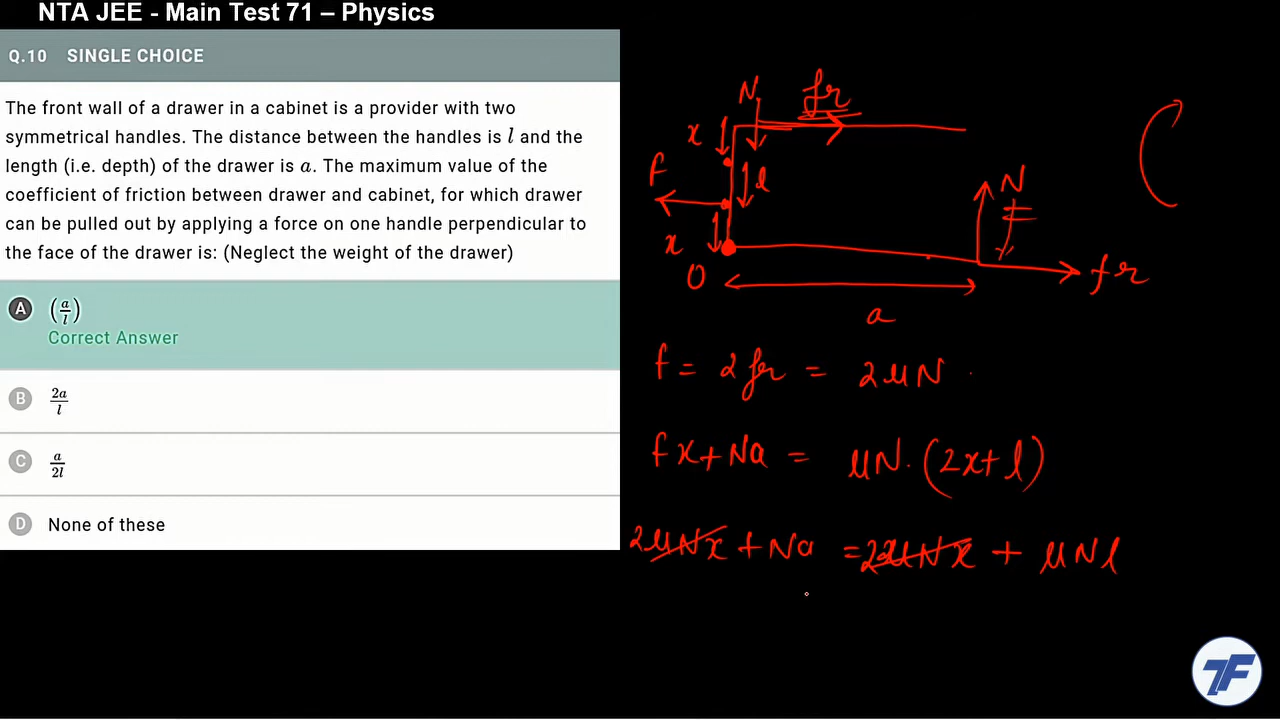 NTA JEE - Main Test 71 – Physics
Q.10 SINGLE CHOICE
The front wall of a drawer in a cabinet is a provider with two
symmetrical handles. The distance between the handles is l and the
length (i.e. depth) of the drawer is a. The maximum value of the
coefficient of friction between drawer and cabinet, for which drawer
can be pulled out by applying a force on one handle perpendicular to
the face of the drawer is: (Neglect the weight of the drawer)
A (a/l)
Correct Answer
B 2a/l
C a/2l
D None of these
N fr
x
l
F
x
O
N
fr
a
f = 2fr = 2μN
fx + Na = μN.(2x + l)
2μNx + Na = 2μNx + μNl
TF